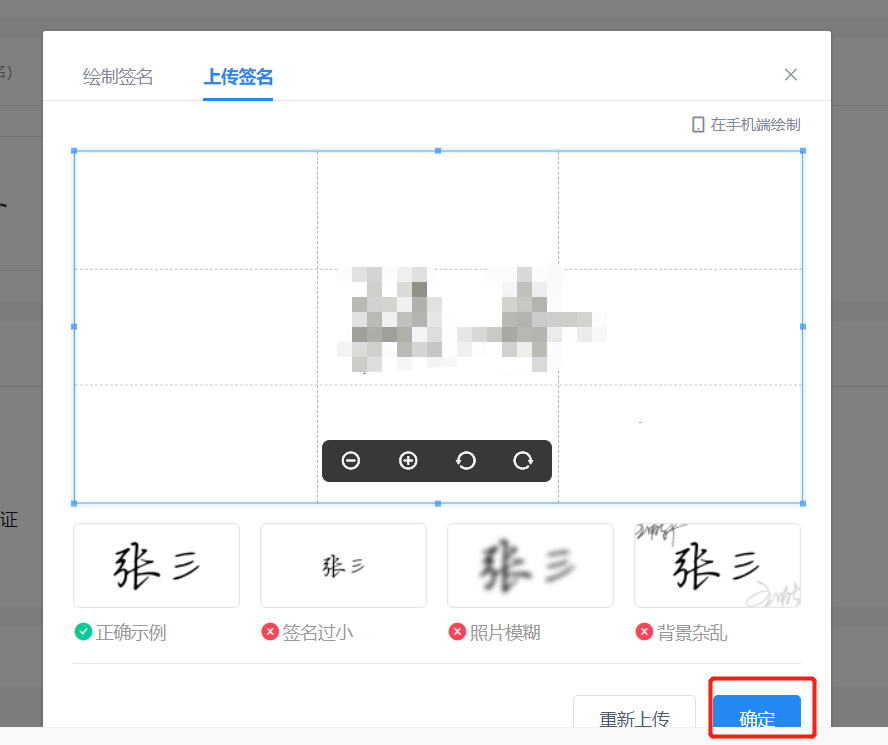 绘制签名 上传签名
名）
在手机端绘制
证
张三 张三 张三 张三
正确示例 签名过小 照片模糊 背景杂乱
重新上传 确定